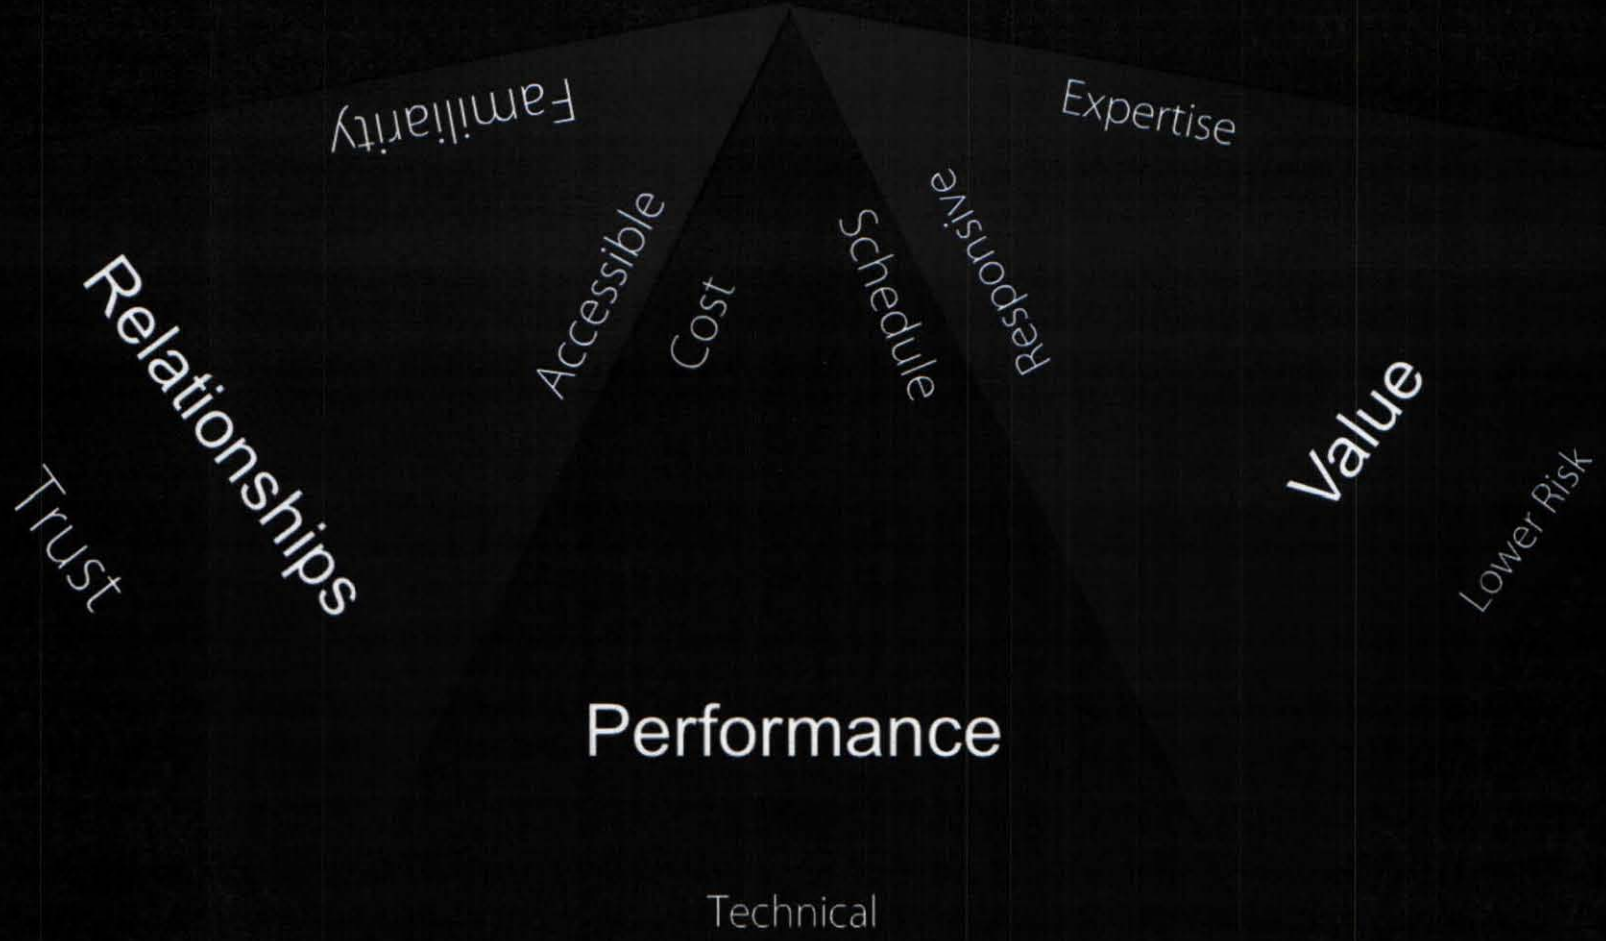 Familiarity
Expertise
Accessible
Responsive
Cost
Schedule
Relationships
Value
Trust
Lower Risk
Performance
Technical